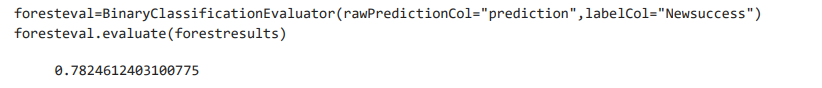 foresteval=BinaryClassificationEvaluator(rawPredictionCol="prediction",labelCol="Newsuccess")
foresteval.evaluate(forestresults)
0.7824612403100775